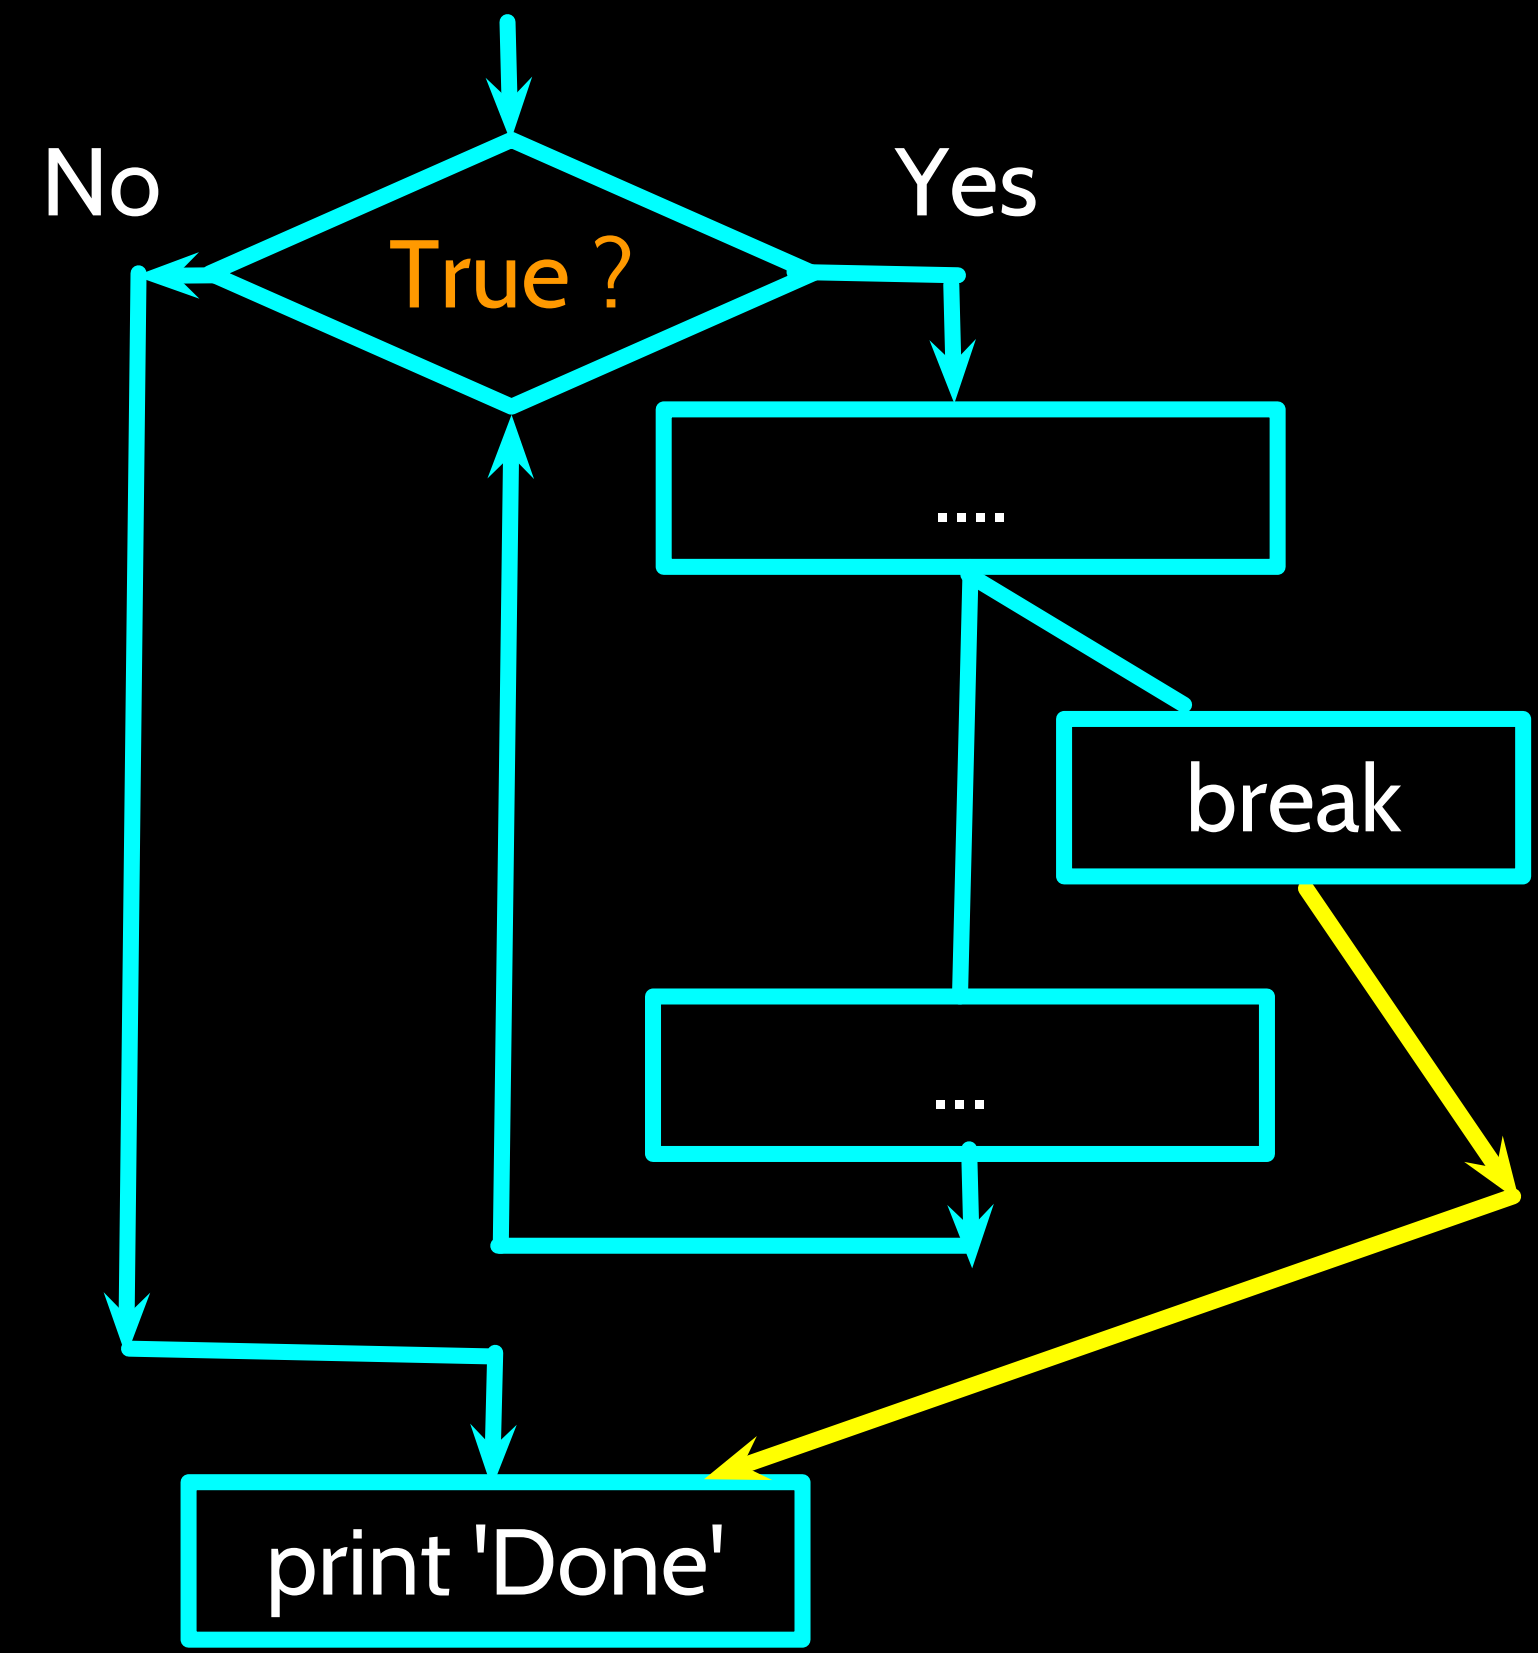 No
Yes
True ?
....
break
...
print 'Done'